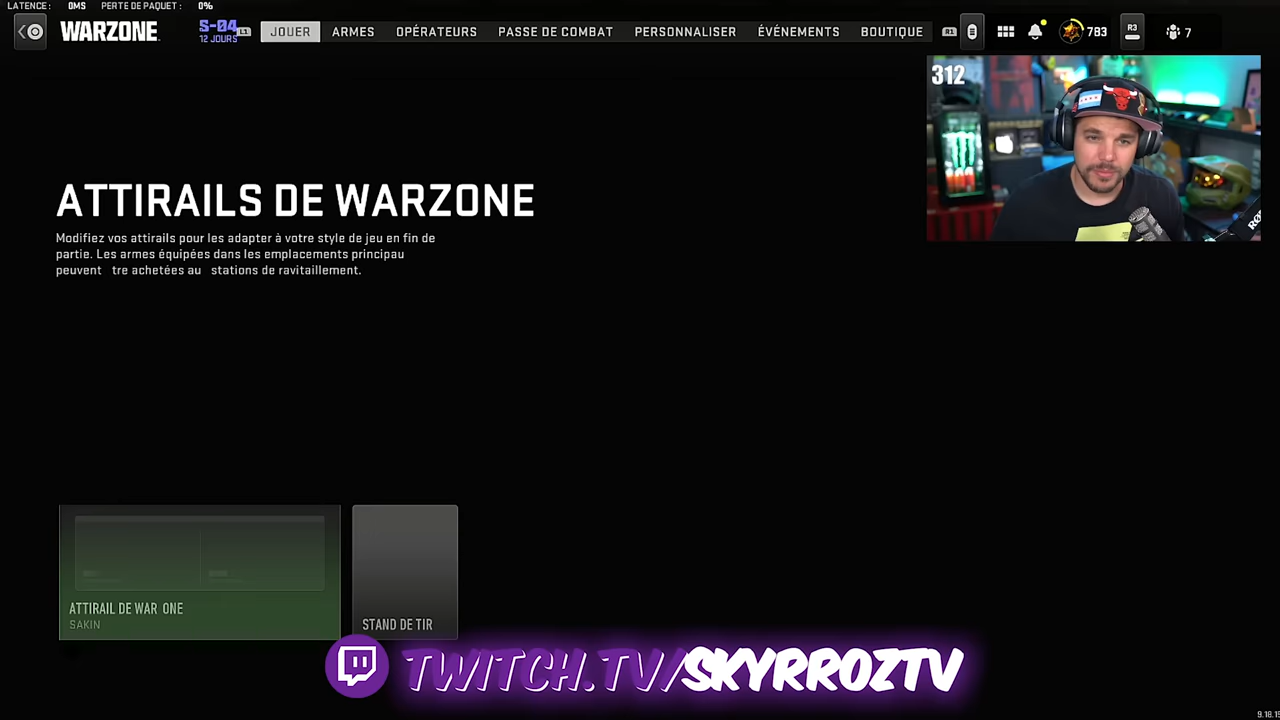 LATENCE : 0MS PERTE DE PAQUET : 0%
WARZONE
S-04
12 JOURS
L1
JOUER ARMES OPÉRATEURS PASSE DE COMBAT PERSONNALISER ÉVÉNEMENTS BOUTIQUE
R1
783
R3
7
312
ATTIRAILS DE WARZONE
Modifiez vos attirails pour les adapter à votre style de jeu en fin de
partie. Les armes équipées dans les emplacements principau
peuvent tre achetées au stations de ravitaillement.
ATTIRAIL DE WAR ONE
SAKIN
STAND DE TIR
TWITCH.TV/SKYRROZTV